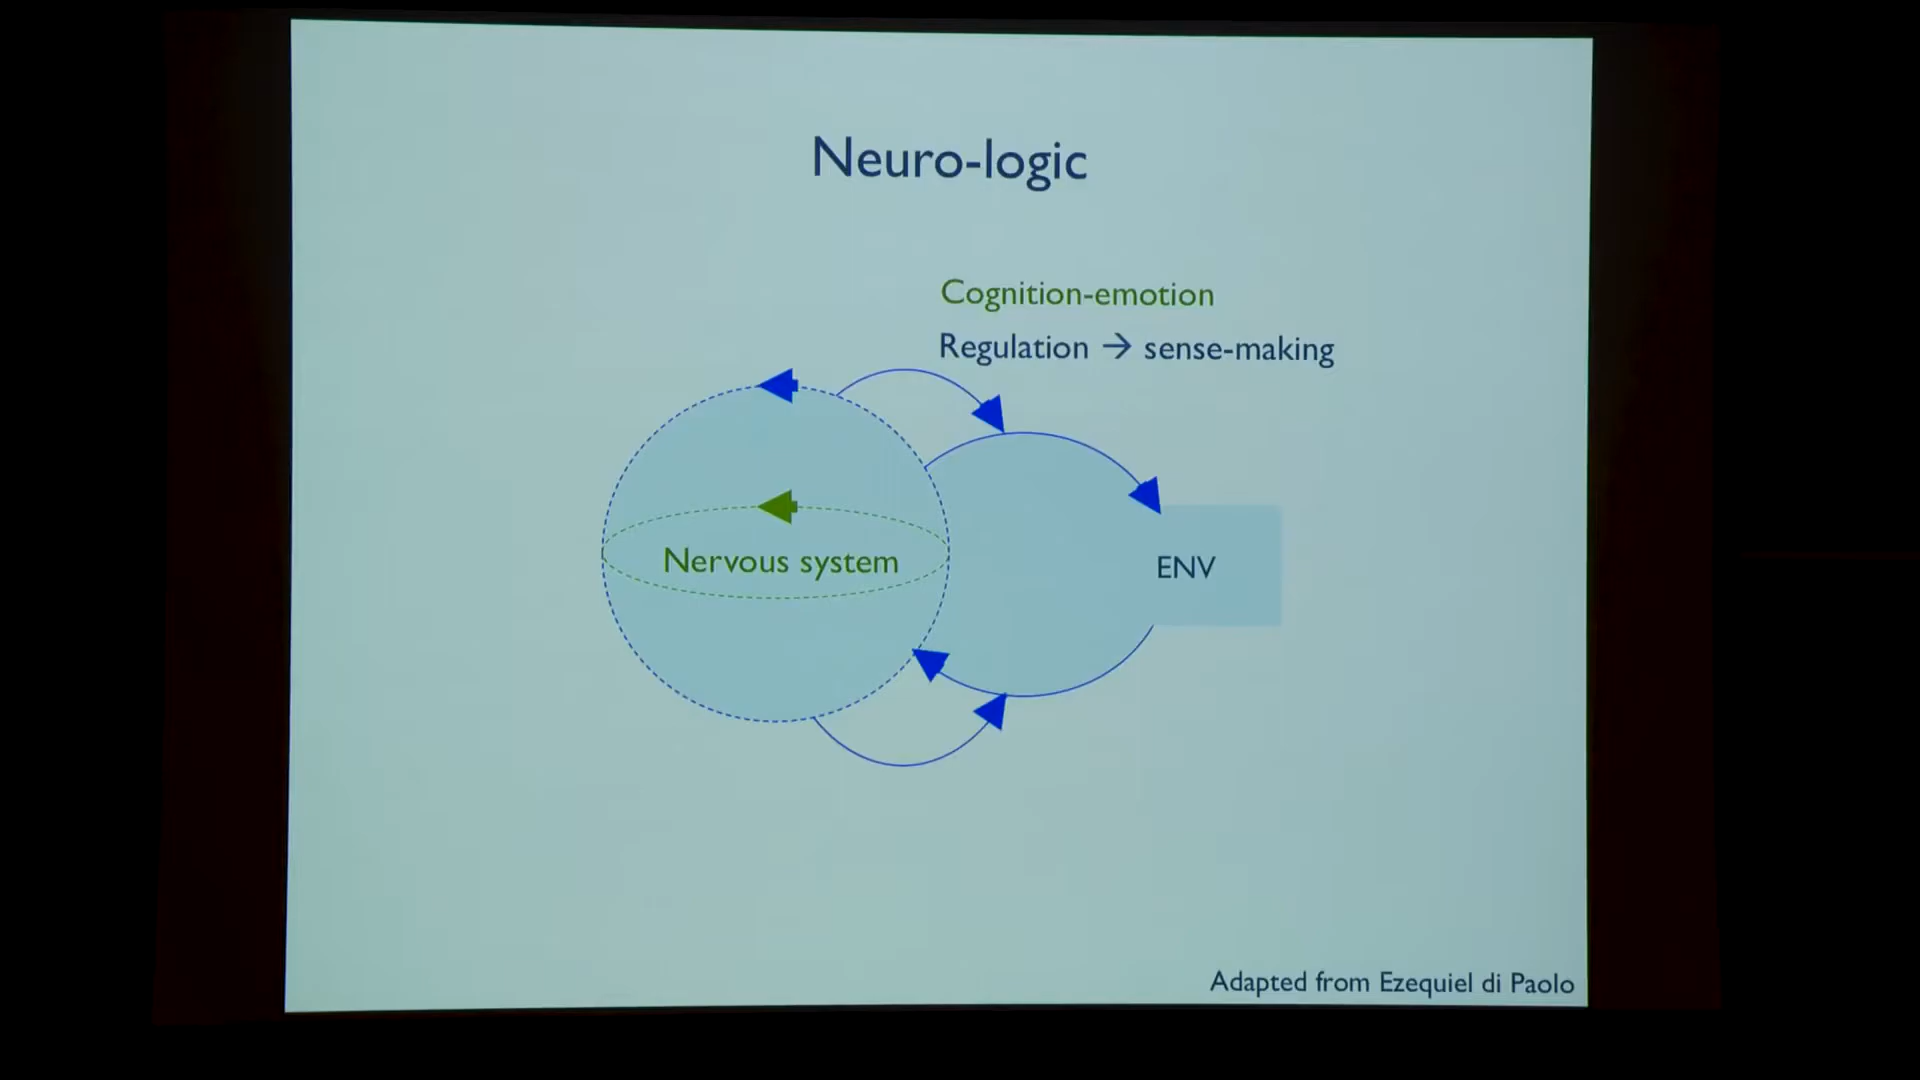 Neuro-logic
Cognition-emotion
Regulation → sense-making
Nervous system
ENV
Adapted from Ezequiel di Paolo